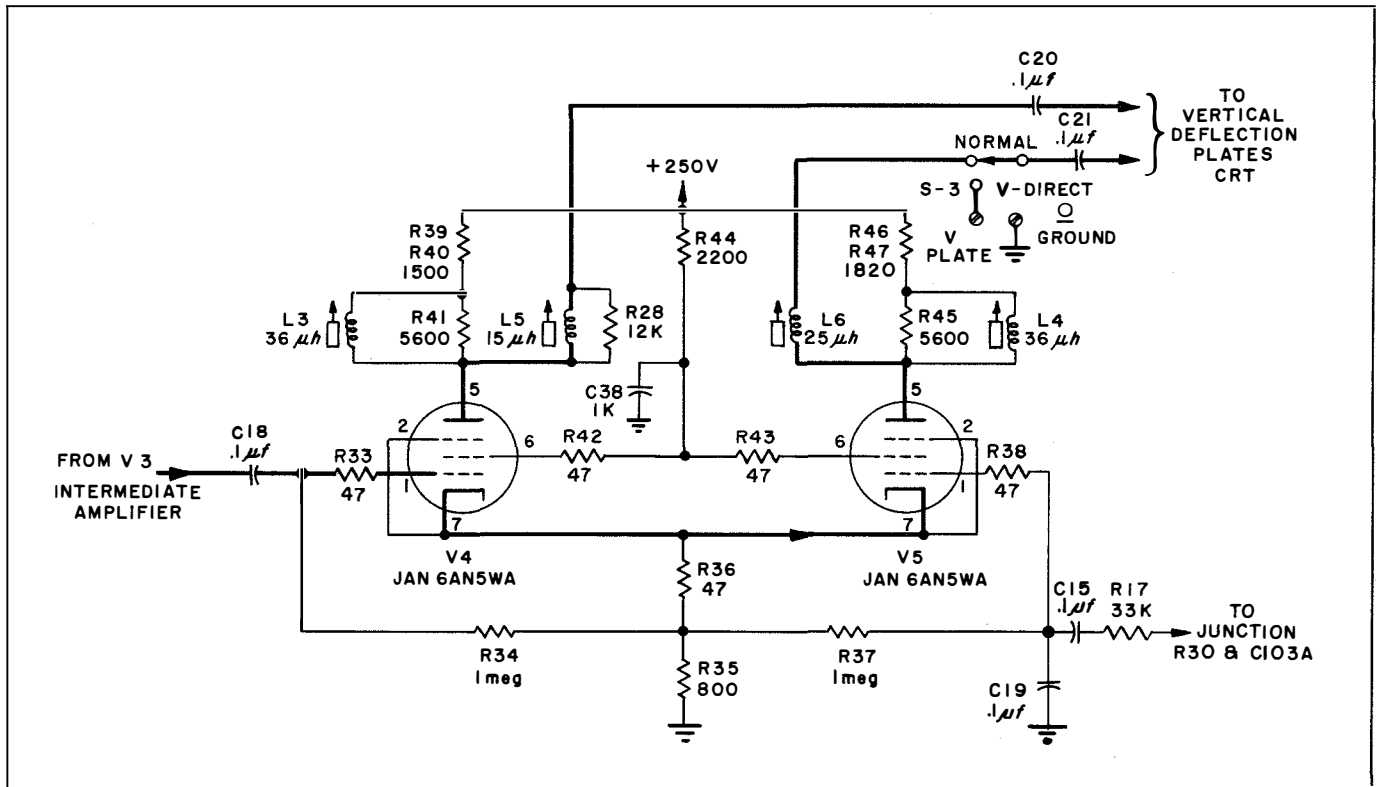 C20
.1μf
TO
VERTICAL
DEFLECTION
PLATES
CRT
C21
.1μf
NORMAL
+250V
S-3
V-DIRECT
V
PLATE
GROUND
R39
R40
1500
R44
2200
R46
R47
1820
L3
36μh
R41
5600
L5
15μh
R28
12K
L6
25μh
R45
5600
L4
36μh
C38
1K
5
5
2
6
6
2
C18
.1μf
R33
47
R42
47
R43
47
R38
47
FROM V3
INTERMEDIATE
AMPLIFIER
1
1
7
7
V4
JAN 6AN5WA
V5
JAN 6AN5WA
R36
47
C15
.1μf
R17
33K
TO
JUNCTION
R30 & C103A
R34
1meg
R35
800
R37
1meg
C19
.1μf